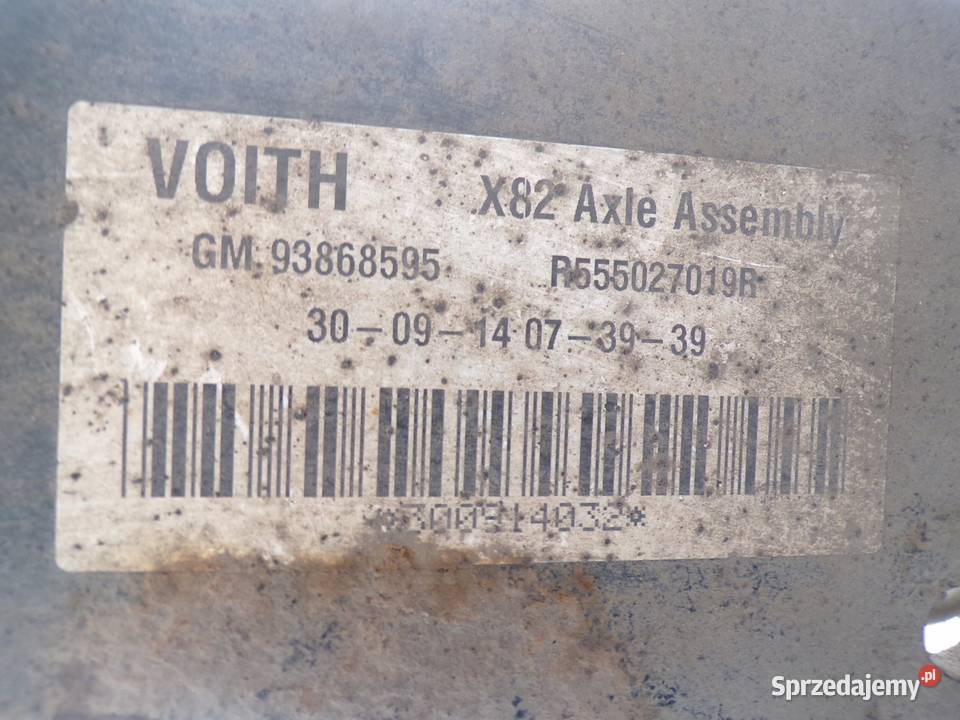 VOITH X82 Axle Assembly
GM 93868595 R555027019R
30-09-14 07-39-39
*300914032*
Sprzedajemy.pl